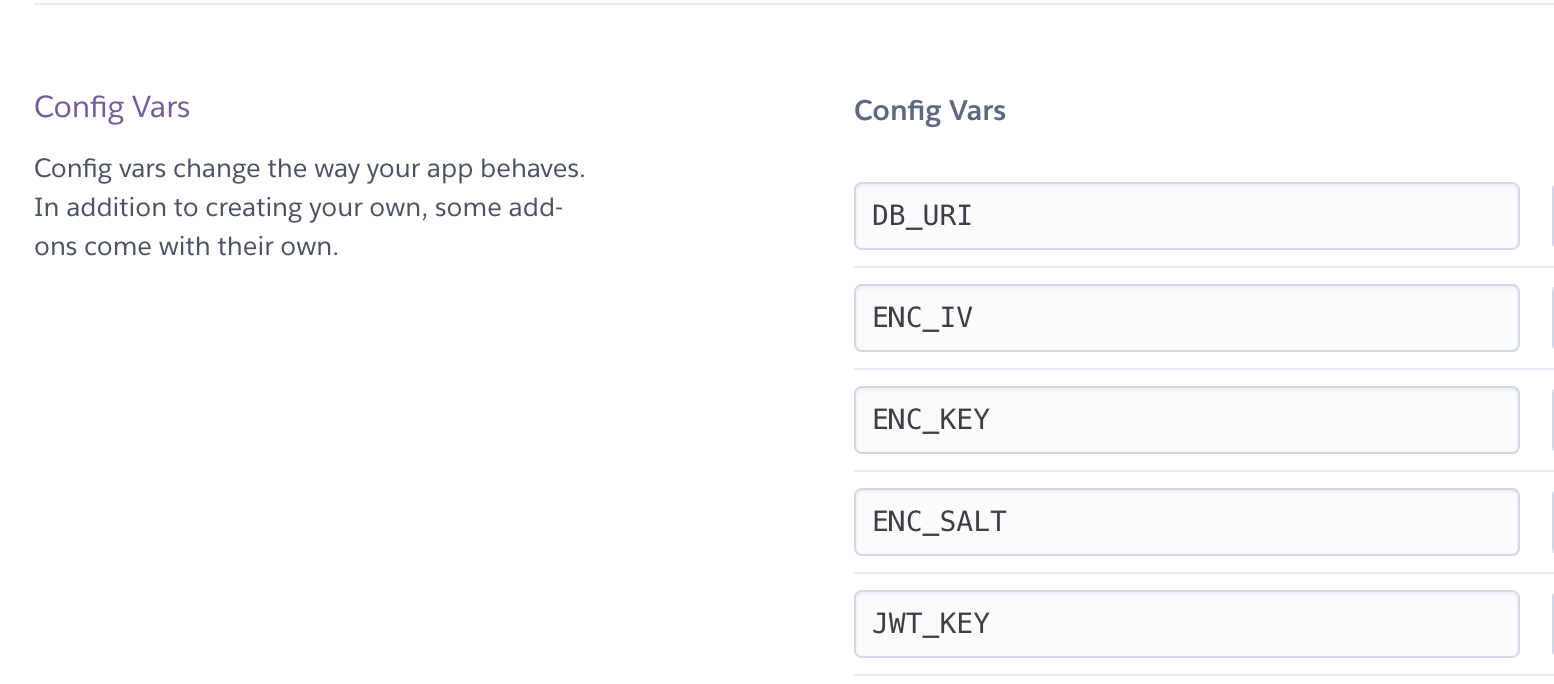 Config Vars
Config vars change the way your app behaves.
In addition to creating your own, some add-
ons come with their own.
Config Vars
DB_URI
ENC_IV
ENC_KEY
ENC_SALT
JWT_KEY